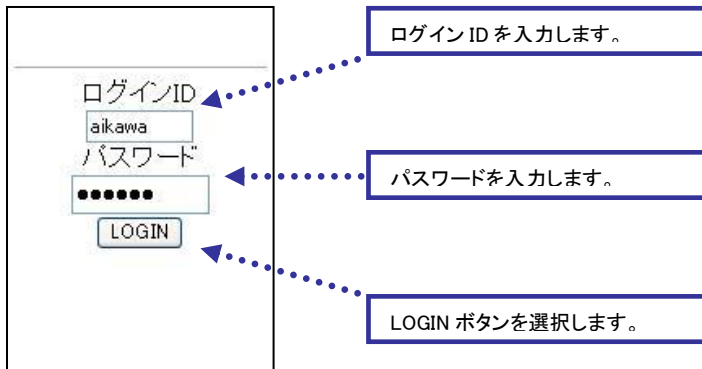 ログイン ID を入力します。
ログインID
aikawa
パスワード
●●●●●●
パスワードを入力します。
LOGIN
LOGIN ボタンを選択します。